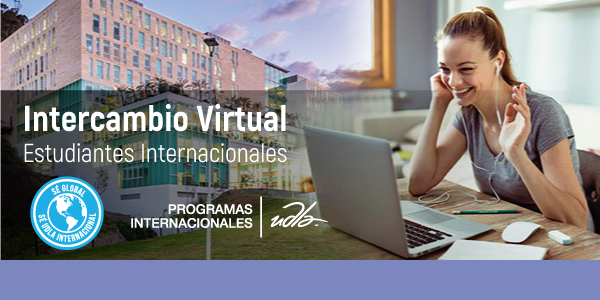 Intercambio Virtual
Estudiantes Internacionales
SÉ GLOBAL
SÉ UDLA INTERNACIONAL
PROGRAMAS
INTERNACIONALES
udla-